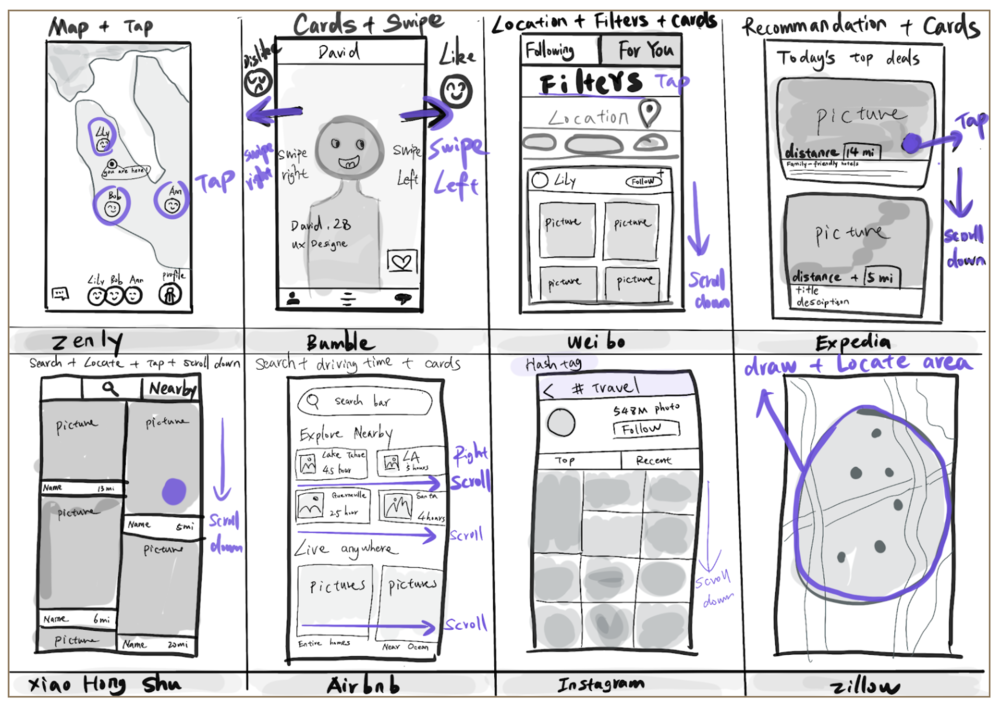 Map + Tap
Lily
you are here
Bob
Ann
Tap
Lily Bob Ann
profile
Zenly
Cards + Swipe
David
Dislike
Like
Swipe right
Swipe
right
Swipe
Left
Swipe
Left
David. 28
UX Designe
Bumble
Location + Filters + cards
Following
For You
Filters
Tap
Location
Lily
Follow
picture
picture
picture
picture
Scroll
down
Weibo
Recommandation + Cards
Today's top deals
picture
Tap
distance 14 mi
Family-friendly hotels
picture
scroll
down
distance + 5 mi
title
desciption
Expedia
Search + Locate + Tap + Scroll down
Nearby
picture
picture
Name 13mi
picture
Name 5mi
Scroll
down
picture
Name 6mi
Picture
Name 20mi
Xiao Hong Shu
Search + driving time + cards
search bar
Explore Nearby
Lake Tahoe
4.5 hour
LA
5 hours
Right
Scroll
Guerneville
2.5 hour
Santa
4 hours
Scroll
Live anywhere
Pictures
pictures
Scroll
Entire homes
Near Ocean
Airbnb
Hash tag
# Travel
548M photo
Follow
Top
Recent
Scroll
down
Instagram
draw + Locate area
Zillow